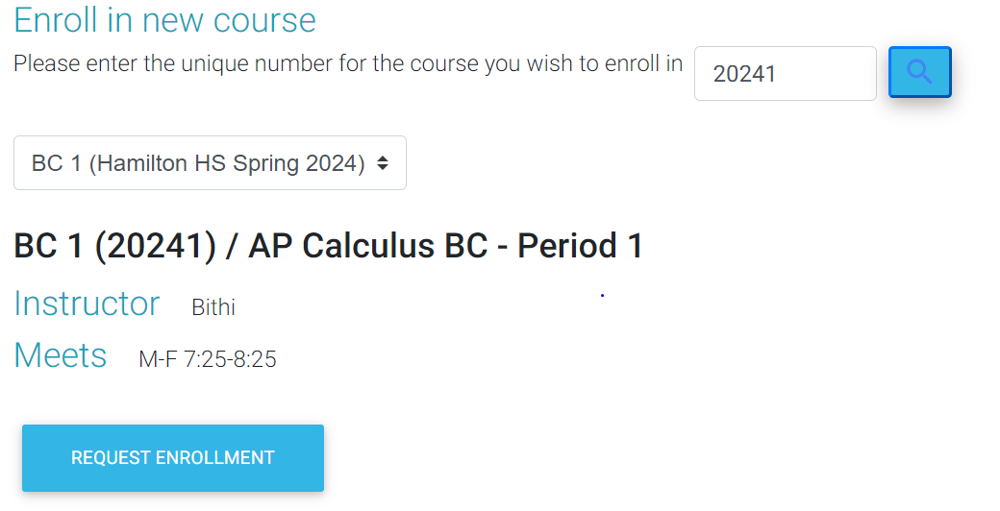 Enroll in new course
Please enter the unique number for the course you wish to enroll in 20241
BC 1 (Hamilton HS Spring 2024)
BC 1 (20241) / AP Calculus BC - Period 1
Instructor Bithi
Meets M-F 7:25-8:25
REQUEST ENROLLMENT